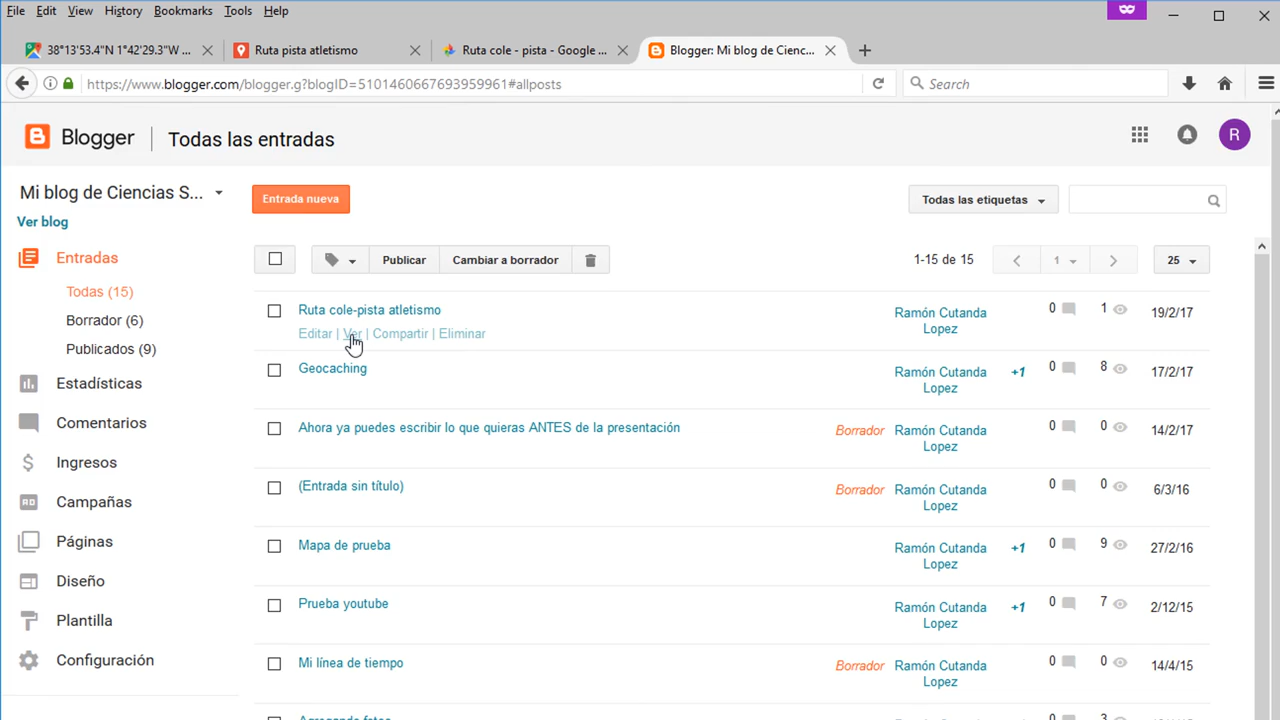 File Edit View History Bookmarks Tools Help
38°13'53.4"N 1°42'29.3"W ... Ruta pista atletismo Ruta cole - pista - Google ... Blogger: Mi blog de Cienc...
https://www.blogger.com/blogger.g?blogID=5101460667693959961#allposts Search
Blogger Todas las entradas R
Mi blog de Ciencias S... Entrada nueva Todas las etiquetas
Ver blog
Entradas Publicar Cambiar a borrador 1-15 de 15 1 25
Todas (15)
Borrador (6)
Publicados (9)
Estadísticas
Comentarios
Ingresos
Campañas
Páginas
Diseño
Plantilla
Configuración
Ruta cole-pista atletismo Ramón Cutanda Lopez 0 1 19/2/17
Editar | Ver | Compartir | Eliminar
Geocaching Ramón Cutanda Lopez +1 0 8 17/2/17
Ahora ya puedes escribir lo que quieras ANTES de la presentación Borrador Ramón Cutanda Lopez 0 0 14/2/17
(Entrada sin título) Borrador Ramón Cutanda Lopez 0 0 6/3/16
Mapa de prueba Ramón Cutanda Lopez +1 0 9 27/2/16
Prueba youtube Ramón Cutanda Lopez +1 0 7 2/12/15
Mi línea de tiempo Borrador Ramón Cutanda Lopez 0 0 14/4/15